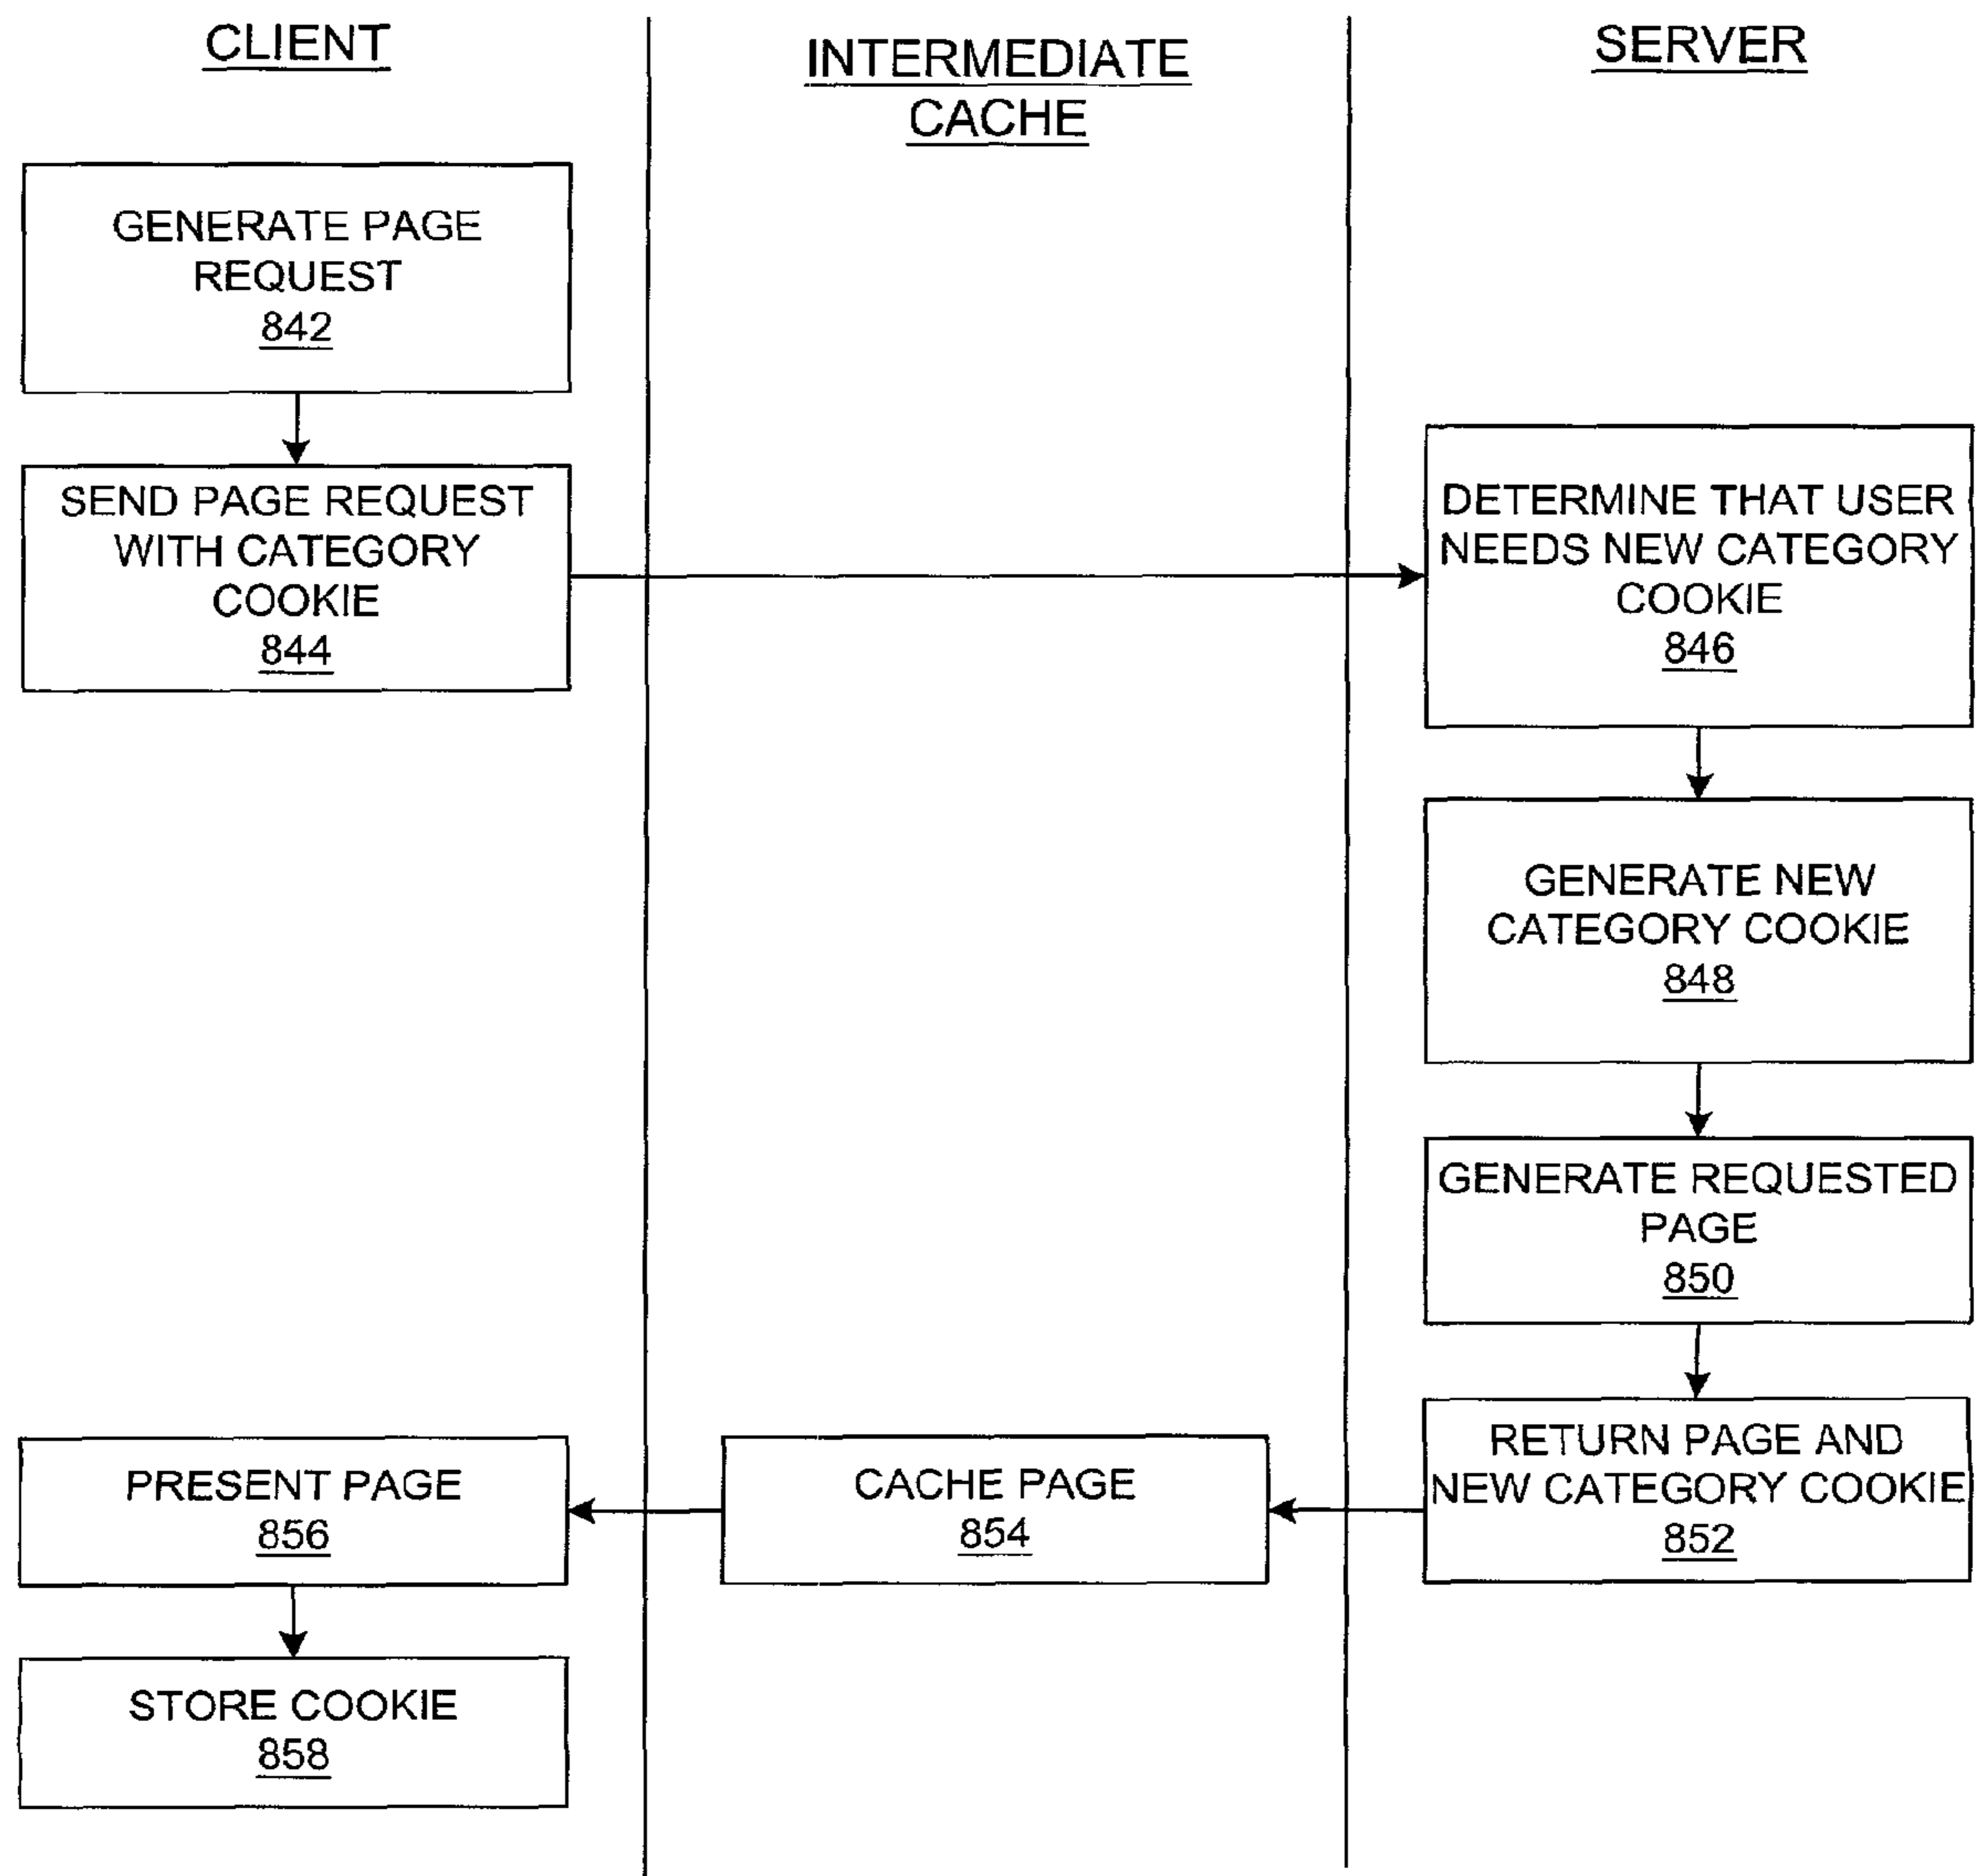 CLIENT
INTERMEDIATE
CACHE
SERVER
GENERATE PAGE
REQUEST
842
SEND PAGE REQUEST
WITH CATEGORY
COOKIE
844
DETERMINE THAT USER
NEEDS NEW CATEGORY
COOKIE
846
GENERATE NEW
CATEGORY COOKIE
848
GENERATE REQUESTED
PAGE
850
RETURN PAGE AND
NEW CATEGORY COOKIE
852
CACHE PAGE
854
PRESENT PAGE
856
STORE COOKIE
858